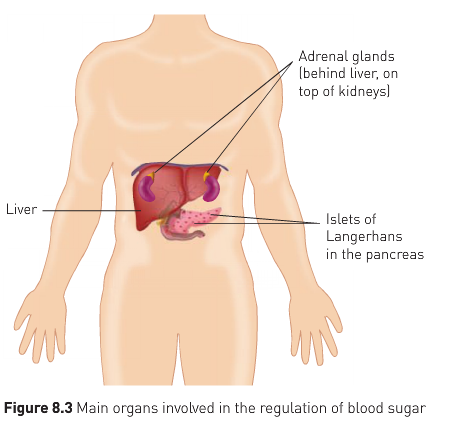 Adrenal glands
(behind liver, on
top of kidneys)
Liver
Islets of
Langerhans
in the pancreas
Figure 8.3 Main organs involved in the regulation of blood sugar